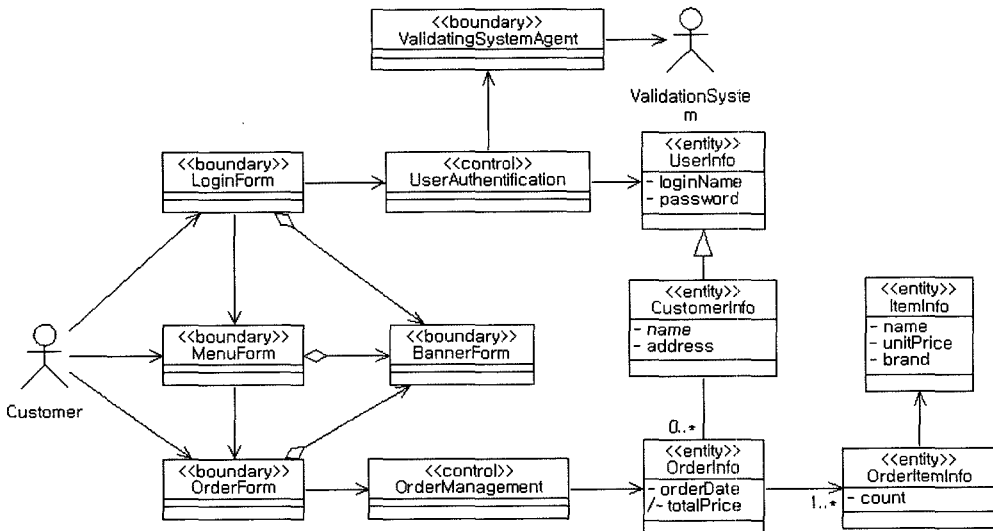 <<boundary>>
ValidatingSystemAgent
ValidationSyste
m
<<boundary>>
LoginForm
<<control>>
UserAuthentification
<<entity>>
UserInfo
- loginName
- password
<<entity>>
CustomerInfo
- name
- address
<<entity>>
ItemInfo
- name
- unitPrice
- brand
Customer
<<boundary>>
MenuForm
<<boundary>>
BannerForm
0..*
<<boundary>>
OrderForm
<<control>>
OrderManagement
<<entity>>
OrderInfo
- orderDate
/- totalPrice
1..*
<<entity>>
OrderItemInfo
- count